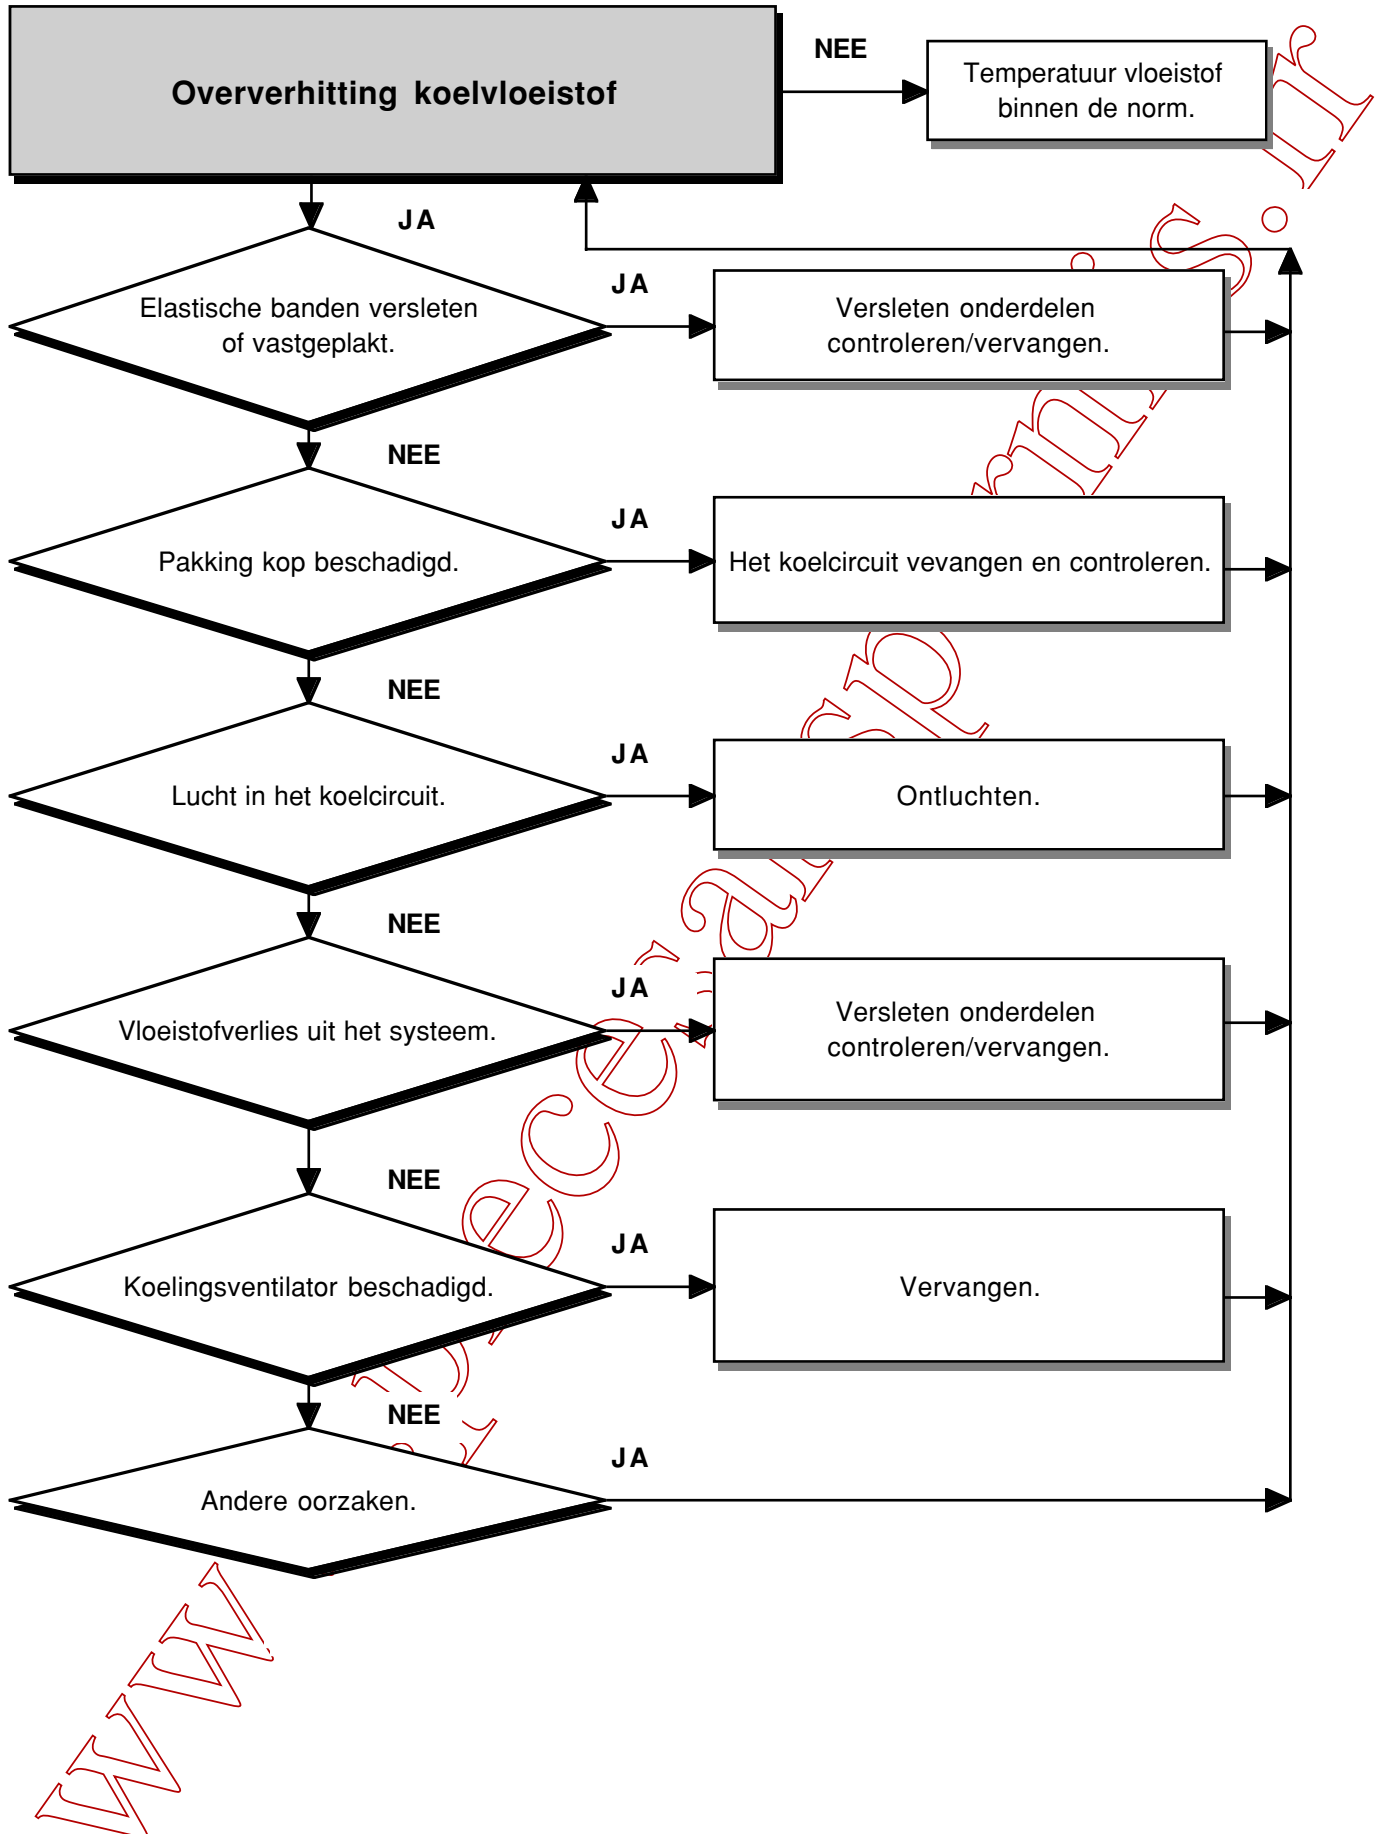 Oververhitting koelvloeistof
NEE
Temperatuur vloeistof
binnen de norm.
JA
Elastische banden versleten
of vastgeplakt.
JA
Versleten onderdelen
controleren/vervangen.
NEE
Pakking kop beschadigd.
JA
Het koelcircuit vevangen en controleren.
NEE
Lucht in het koelcircuit.
JA
Ontluchten.
NEE
Vloeistofverlies uit het systeem.
JA
Versleten onderdelen
controleren/vervangen.
NEE
Koelingsventilator beschadigd.
JA
Vervangen.
NEE
Andere oorzaken.
JA